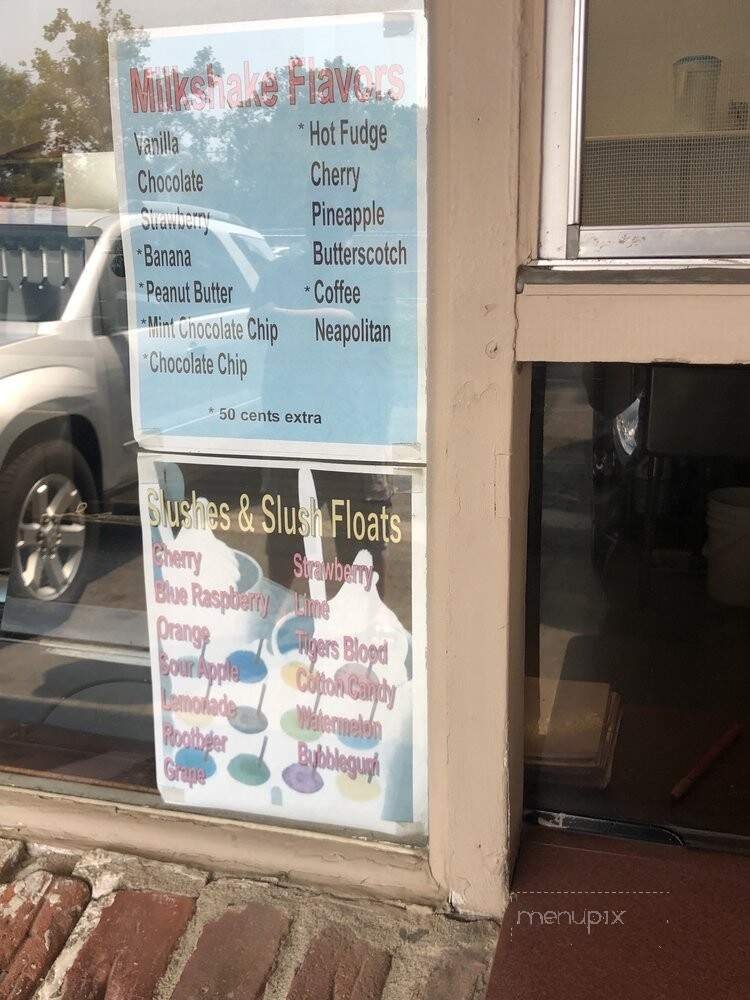 Milkshake Flavors
Vanilla
Chocolate
Strawberry
*Banana
*Peanut Butter
*Mint Chocolate Chip
*Chocolate Chip
* Hot Fudge
Cherry
Pineapple
Butterscotch
* Coffee
Neapolitan
* 50 cents extra
Slushes & Slush Floats
Cherry
Blue Raspberry
Orange
Sour Apple
Lemonade
Rootbeer
Grape
Strawberry
Lime
Tigers Blood
Cotton Candy
Watermelon
Bubblegum
menupix